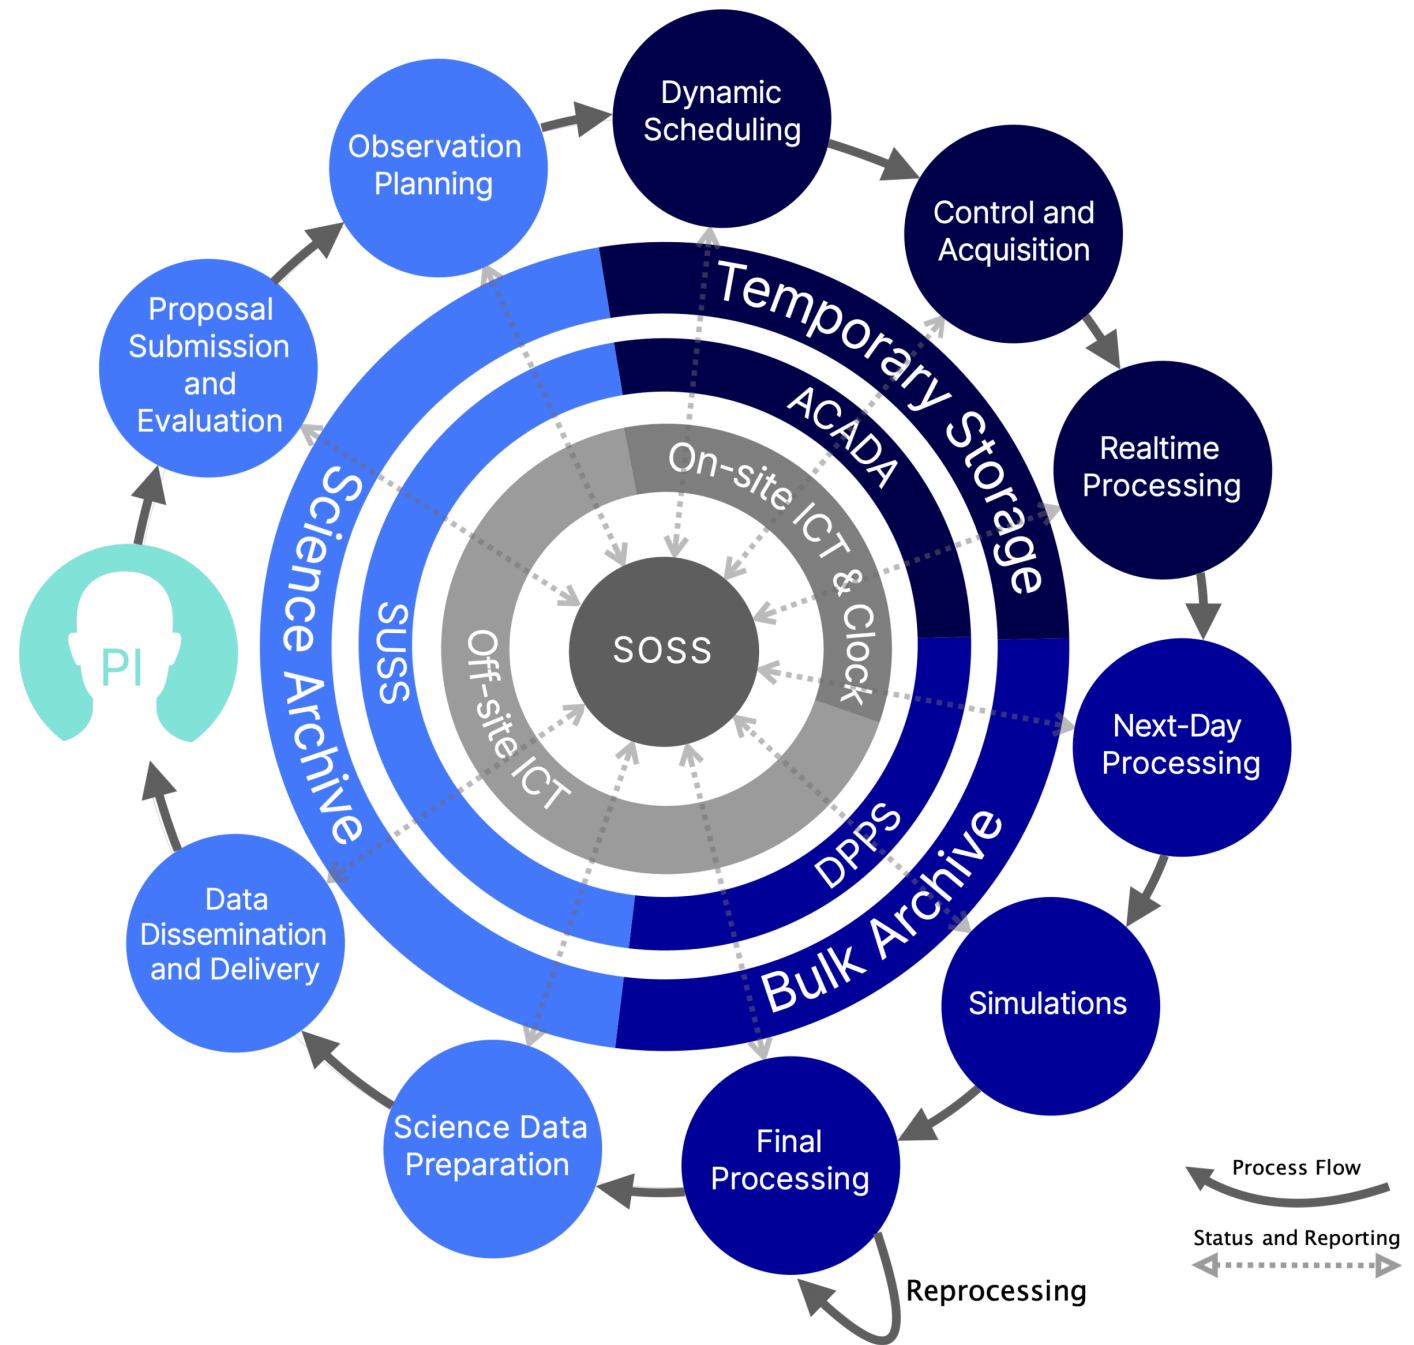 Dynamic
Scheduling
Observation
Planning
Control and
Acquisition
Proposal
Submission
and
Evaluation
Realtime
Processing
Temporary Storage
ACADA
On-site ICT & Clock
Science Archive
SUSS
Off-site ICT
SOSS
PI
Next-Day
Processing
DPPS
Bulk Archive
Data
Dissemination
and Delivery
Simulations
Science Data
Preparation
Final
Processing
Reprocessing
Process Flow
Status and Reporting